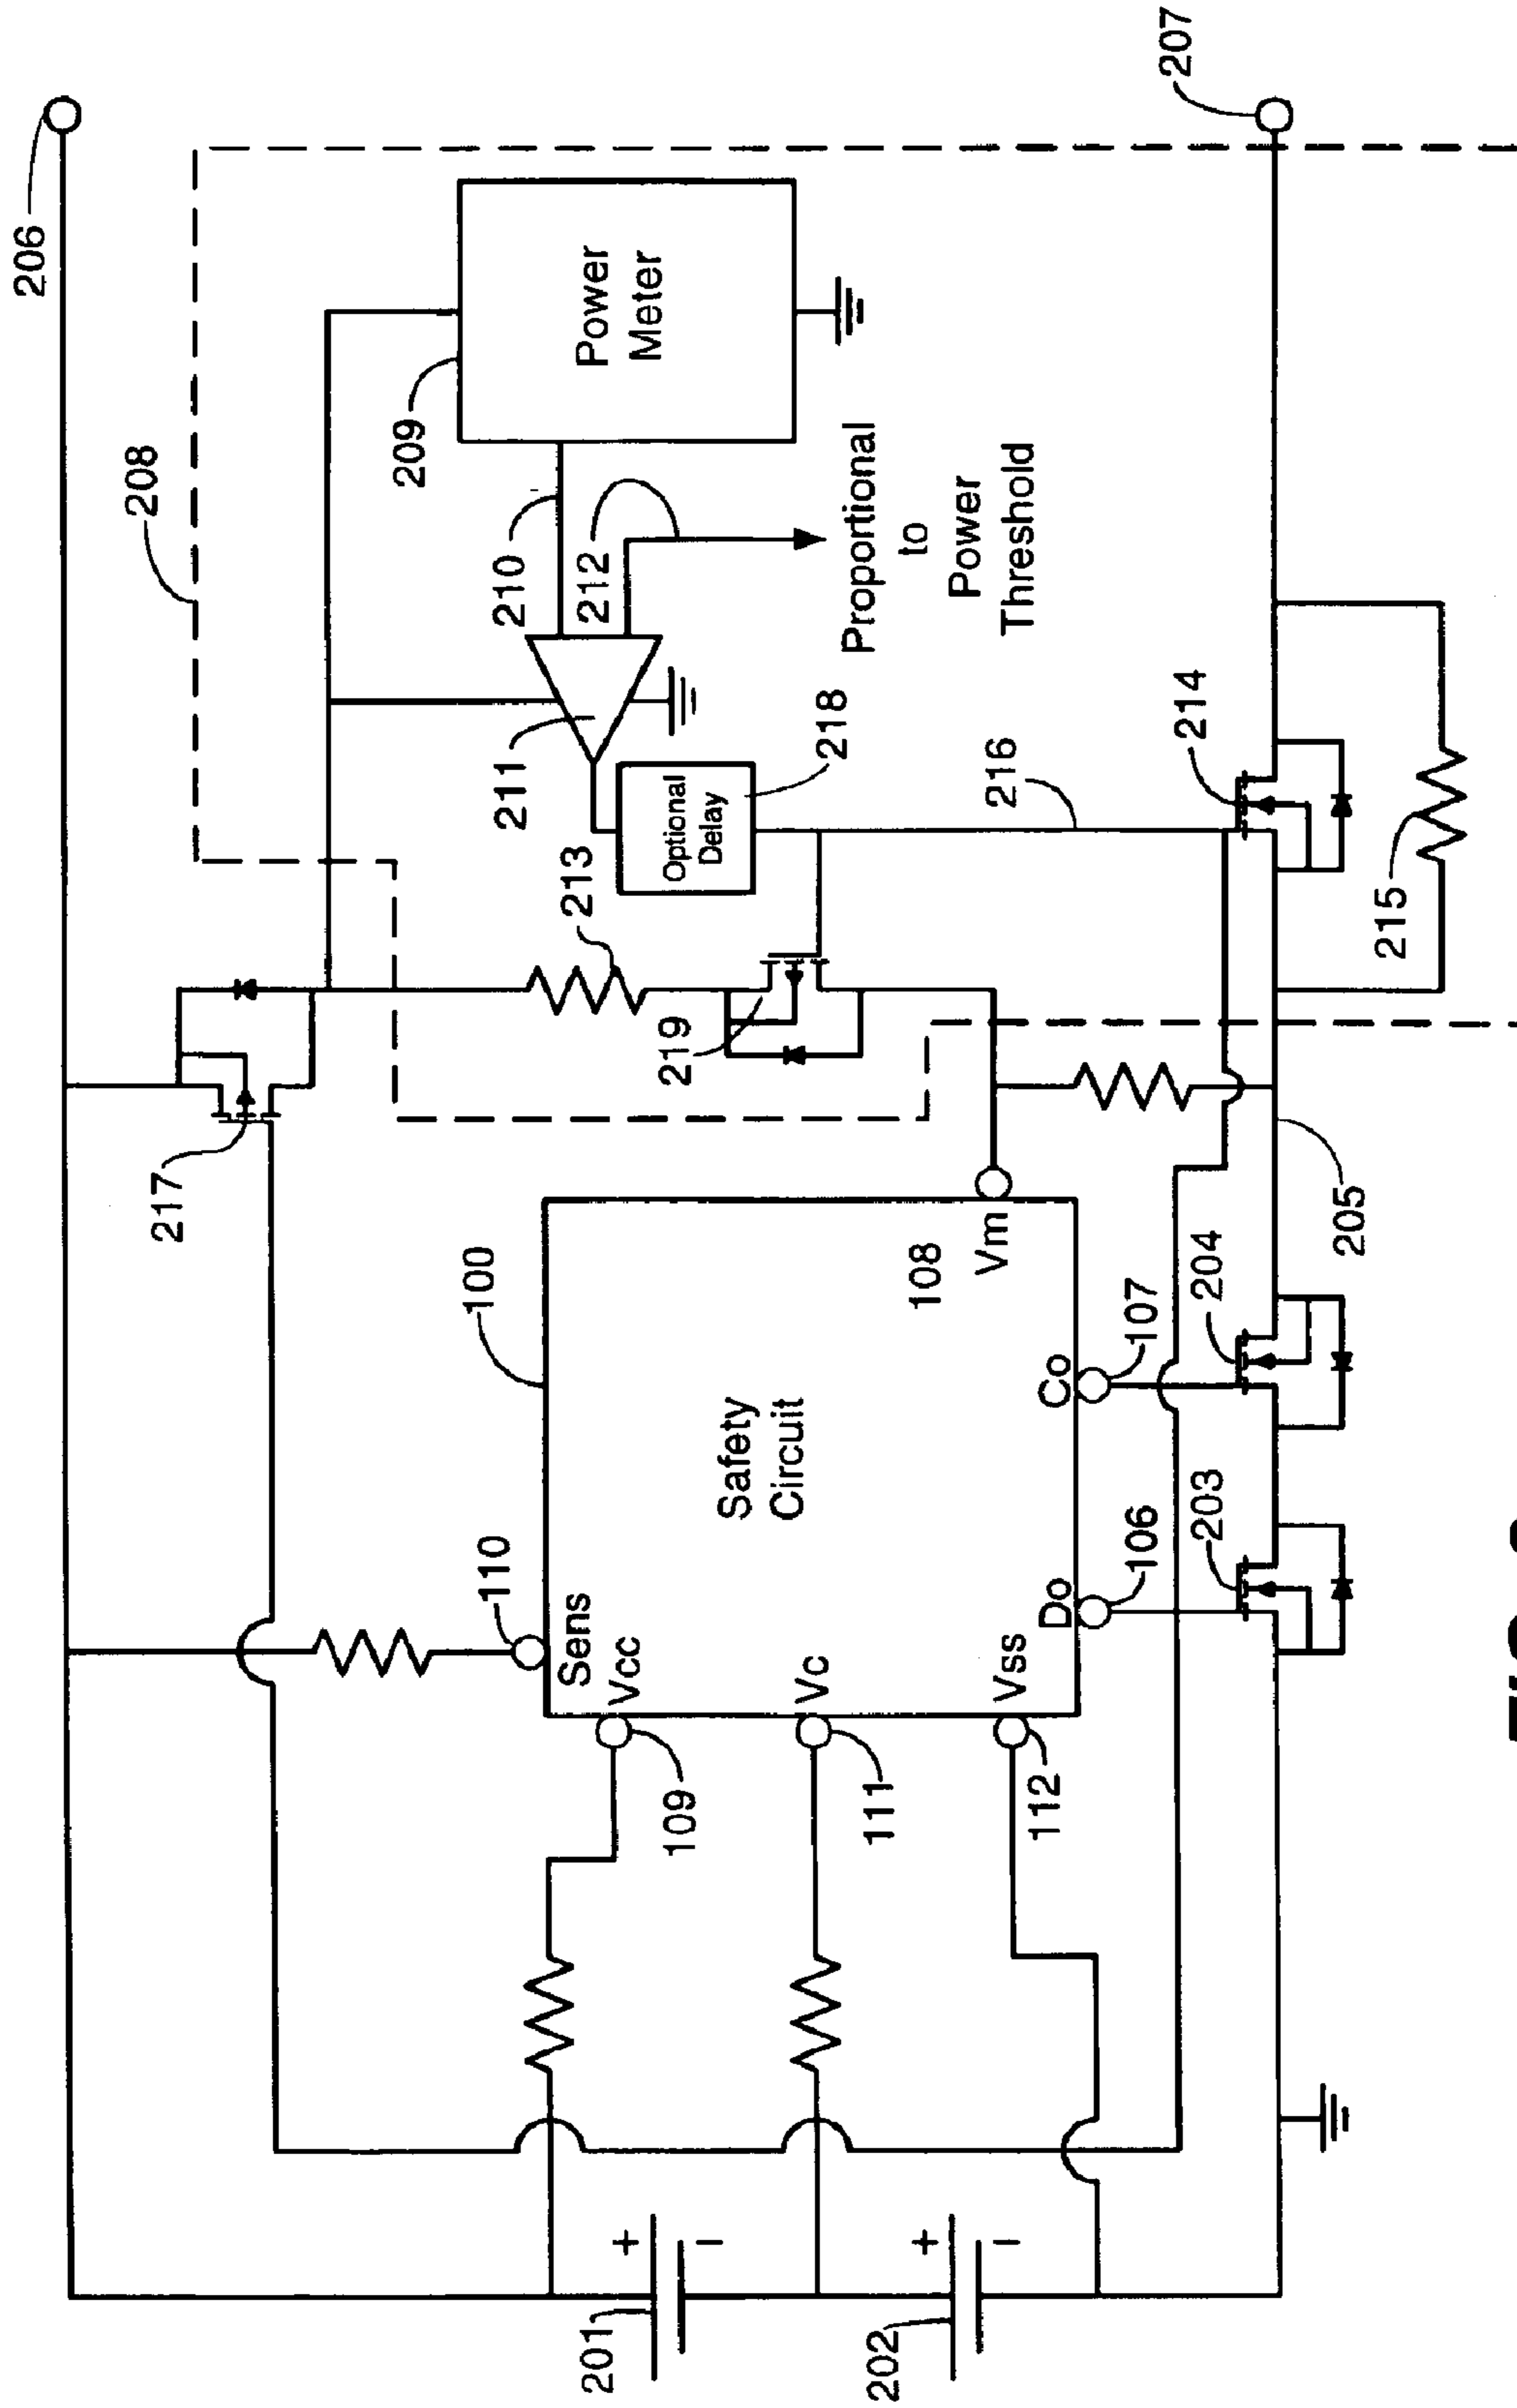 206
207
208
Power
Meter
209
210
212
211
Proportional
to
Power
Threshold
Optional
Delay
218
213
219
216
214
215
217
100
Safety
Circuit
110
Sens
Vcc
109
Vc
111
Vss
112
Do
106
Co
107
108
Vm
203
204
205
201
+
−
202
+
−